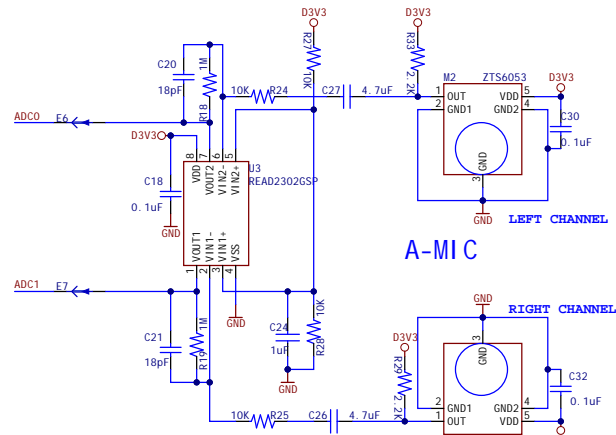 D3V3
D3V3
C20
1M
R18
18pF
R27
10K
R33
2.2K
M2
ZTS6053
D3V3
10K
R24
C27
4.7uF
1
OUT
VDD
5
2
GND1
GND2
4
C30
0.1uF
ADC0
E6
D3V3
8
7
6
5
VDD
VOUT2
VIN2-
VIN2+
U3
READ2302GSP
C18
0.1uF
GND
GND
3
GND
LEFT CHANNEL
A-MIC
VOUT1
VIN1-
VIN1+
VSS
1
2
3
4
ADC1
E7
GND
GND
RIGHT CHANNEL
C21
1M
R19
18pF
C24
1uF
10K
R28
GND
D3V3
R29
2.2K
3
GND
C32
0.1uF
2
GND1
GND2
4
1
OUT
VDD
5
10K
R25
C26
4.7uF